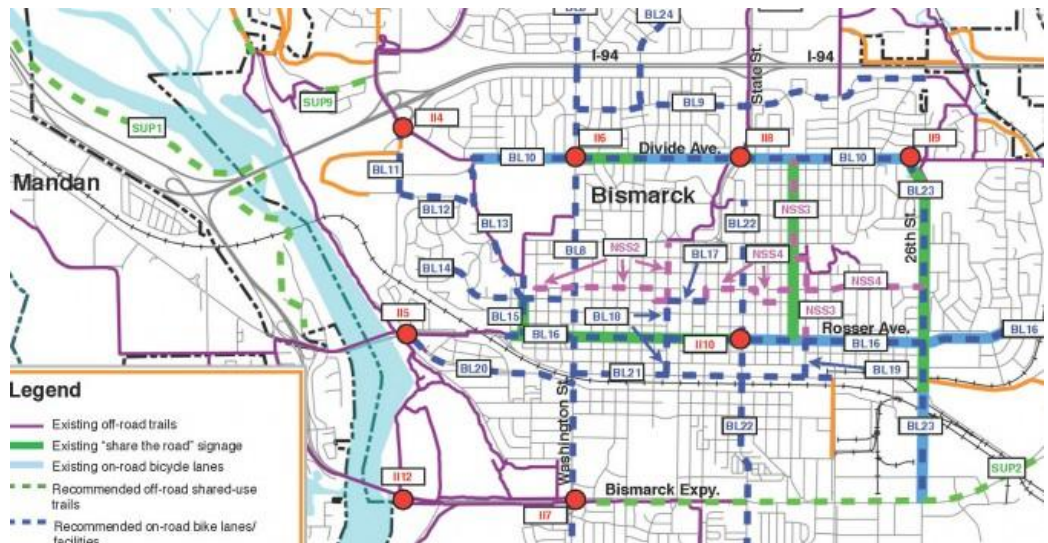 BL8
BL24
I-94
State St.
I-94
SUP9
BL9
SUP1
II4
II6
II8
II9
Divide Ave.
BL10
BL10
BL11
Mandan
Bismarck
BL23
BL12
NSS3
BL13
BL22
26th St.
BL8
NSS2
BL17
NSS4
BL14
NSS4
II5
BL15
BL18
NSS3
Rosser Ave.
BL16
BL16
II10
BL16
BL20
BL21
BL19
Washington St.
BL22
BL23
SUP2
II12
Bismarck Expy.
II7
Legend
Existing off-road trails
Existing "share the road" signage
Existing on-road bicycle lanes
Recommended off-road shared-use
trails
Recommended on-road bike lanes/
facilities